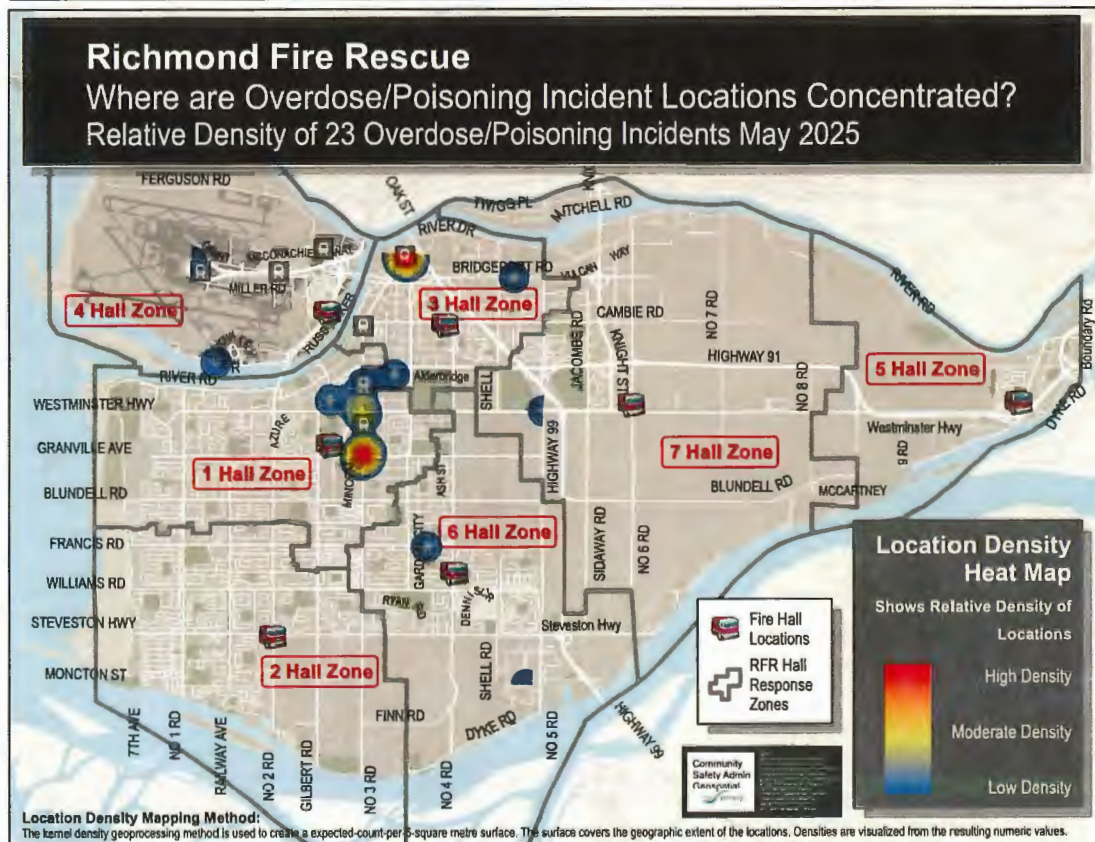 Richmond Fire Rescue
Where are Overdose/Poisoning Incident Locations Concentrated?
Relative Density of 23 Overdose/Poisoning Incidents May 2025
FERGUSON RD
OAK ST
TWIGG PL
MITCHELL RD
RIVER DR
MILLER RD
BRIDGEPORT RD
VULCAN WAY
RIVER RD
Boundary Rd
4 Hall Zone
3 Hall Zone
CAMBIE RD
NO 7 RD
JACOMBS RD
KNIGHT ST
HIGHWAY 91
RIVER RD
Alderbridge
SHELL
NO 8 RD
5 Hall Zone
DYKE RD
WESTMINSTER HWY
AZURE
Westminster Hwy
GRANVILLE AVE
1 Hall Zone
MINORU
ASH ST
HIGHWAY 99
7 Hall Zone
9 RD
BLUNDELL RD
BLUNDELL RD
MCCARTNEY
FRANCIS RD
6 Hall Zone
GARDEN CITY
SIDAWAY RD
NO 6 RD
WILLIAMS RD
RYAN
STEVESTON HWY
Steveston Hwy
2 Hall Zone
MONCTON ST
SHELL RD
FINN RD
DYKE RD
7TH AVE
NO 1 RD
RAILWAY AVE
NO 2 RD
GILBERT RD
NO 3 RD
NO 4 RD
NO 5 RD
HIGHWAY 99
Fire Hall
Locations
RFR Hall
Response
Zones
Location Density
Heat Map
Shows Relative Density of
Locations
High Density
Moderate Density
Low Density
Community
Safety Admin
Geospatial
Location Density Mapping Method:
The kernel density geoprocessing method is used to create a expected-count-per-5-square metre surface. The surface covers the geographic extent of the locations. Densities are visualized from the resulting numeric values.